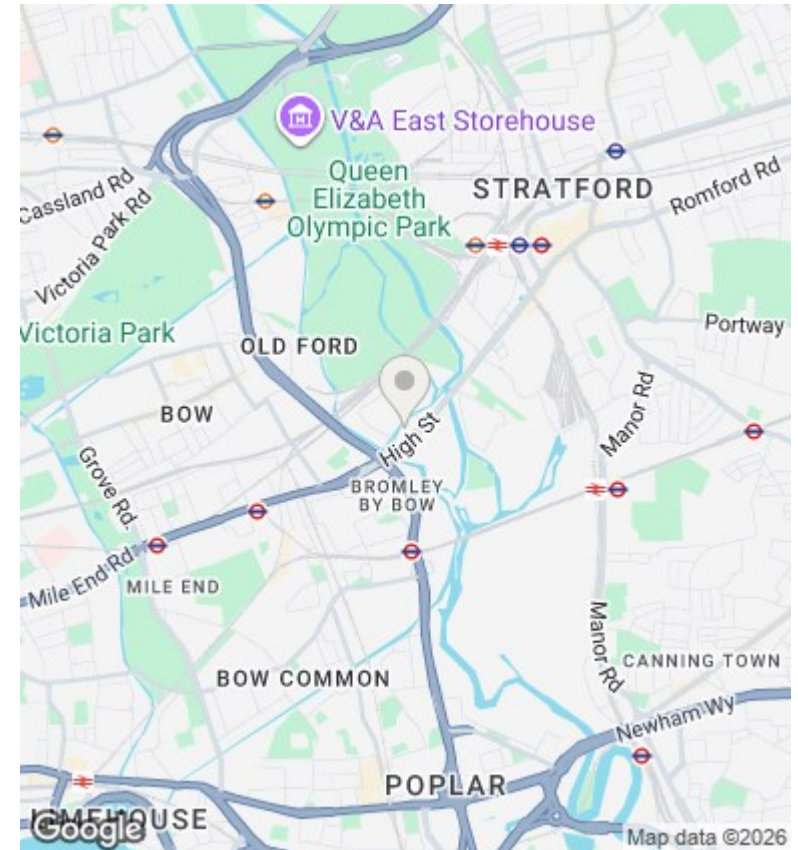 V&A East Storehouse
Queen
Elizabeth
Olympic Park
STRATFORD
Romford Rd
Cassland Rd
Victoria Park Rd
Victoria Park
OLD FORD
Portway
BOW
Manor Rd
High St
Grove Rd.
BROMLEY
BY BOW
Mile End Rd
MILE END
Manor Rd
CANNING TOWN
BOW COMMON
Newham Wy
POPLAR
LIMEHOUSE
Google
Map data ©2026